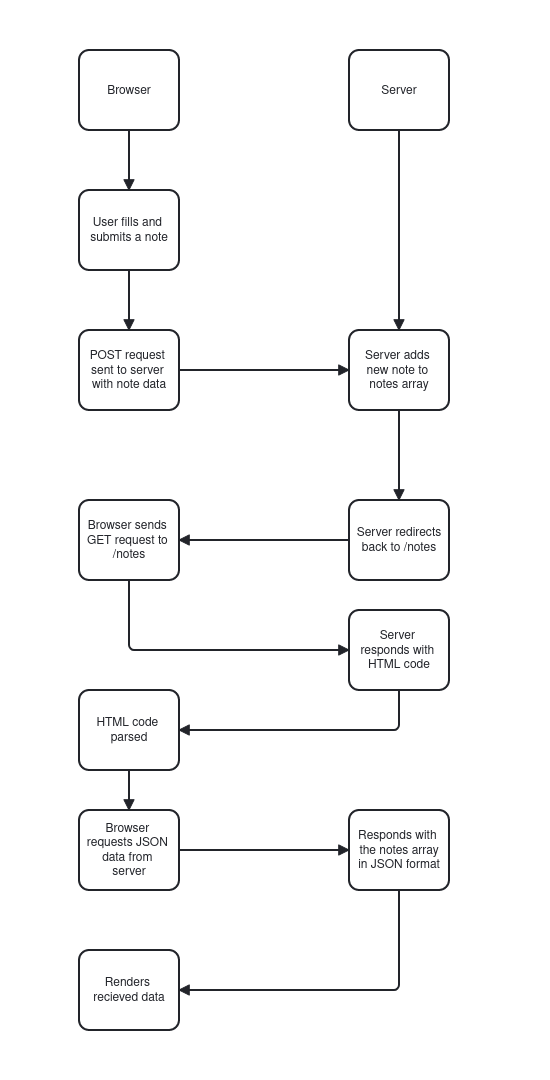 Browser
Server
User fills and
submits a note
POST request
sent to server
with note data
Server adds
new note to
notes array
Browser sends
GET request to
/notes
Server redirects
back to /notes
Server
responds with
HTML code
HTML code
parsed
Browser
requests JSON
data from
server
Responds with
the notes array
in JSON format
Renders
recieved data